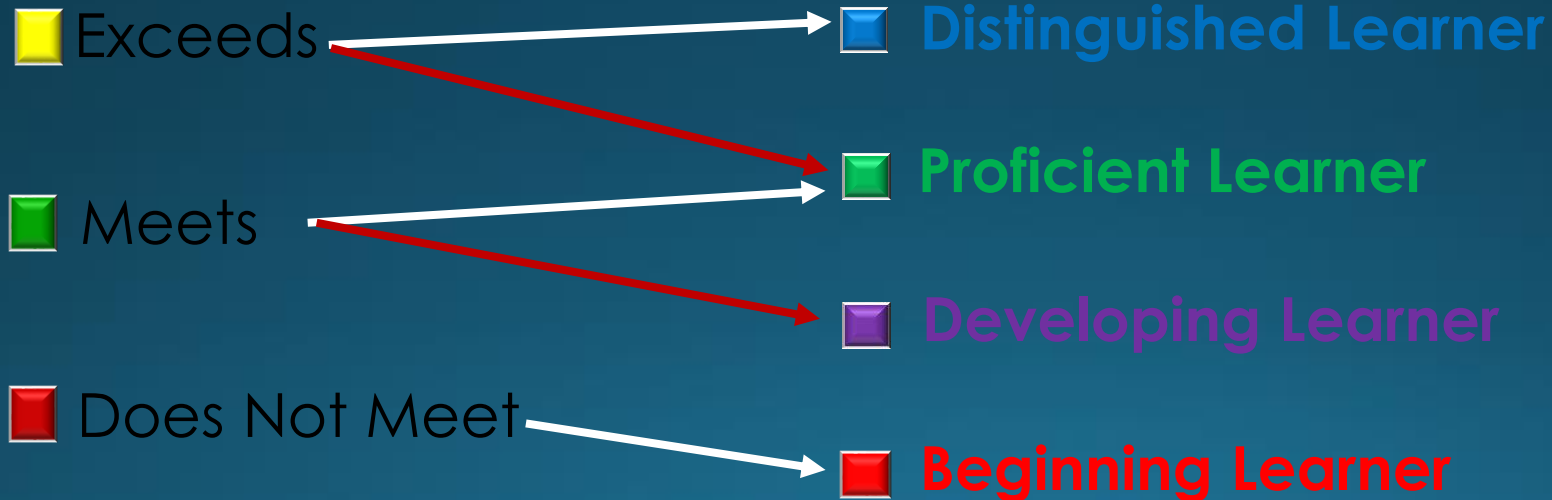 Exceeds
Distinguished Learner
Proficient Learner
Meets
Developing Learner
Does Not Meet
Beginning Learner